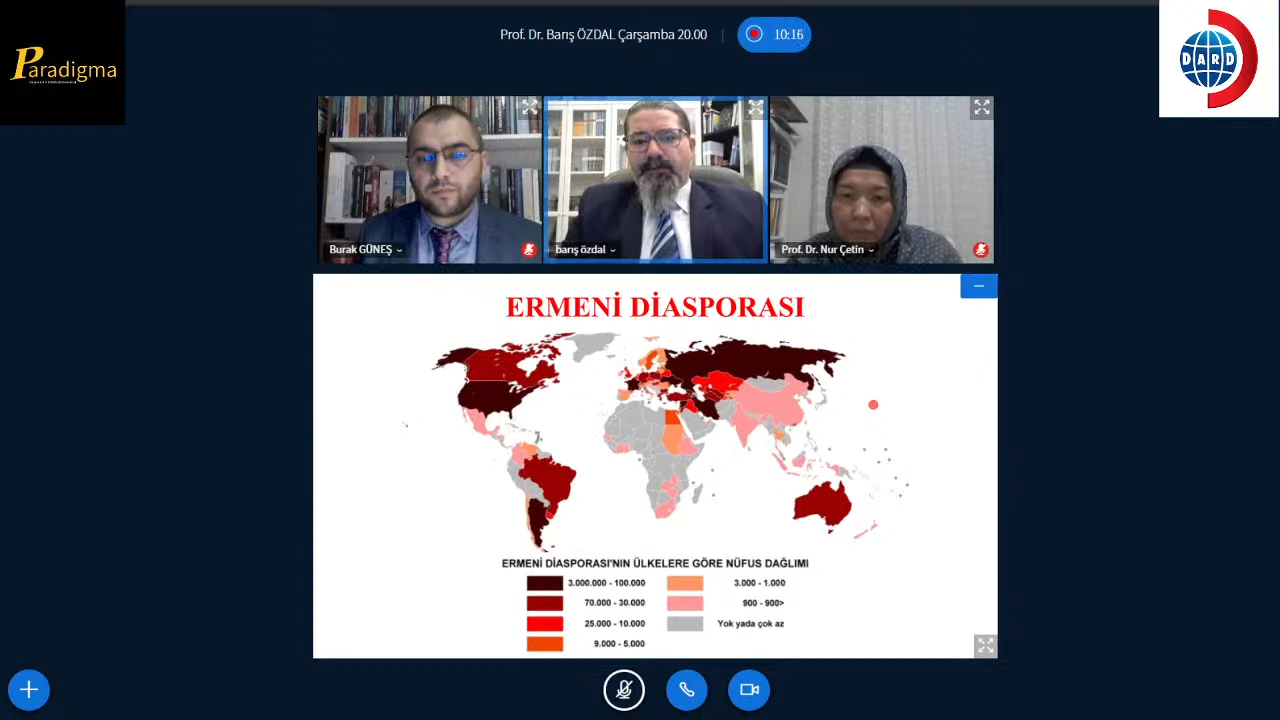 Paradigma
Prof. Dr. Barış ÖZDAL Çarşamba 20.00
10:16
DARD
Burak GÜNEŞ
barış özdal
Prof. Dr. Nur Çetin
ERMENİ DİASPORASI
ERMENİ DİASPORASI'NIN ÜLKELERE GÖRE NÜFUS DAĞLIMI
3.000.000 - 100.000
70.000 - 30.000
25.000 - 10.000
9.000 - 5.000
3.000 - 1.000
900 - 900>
Yok yada çok az